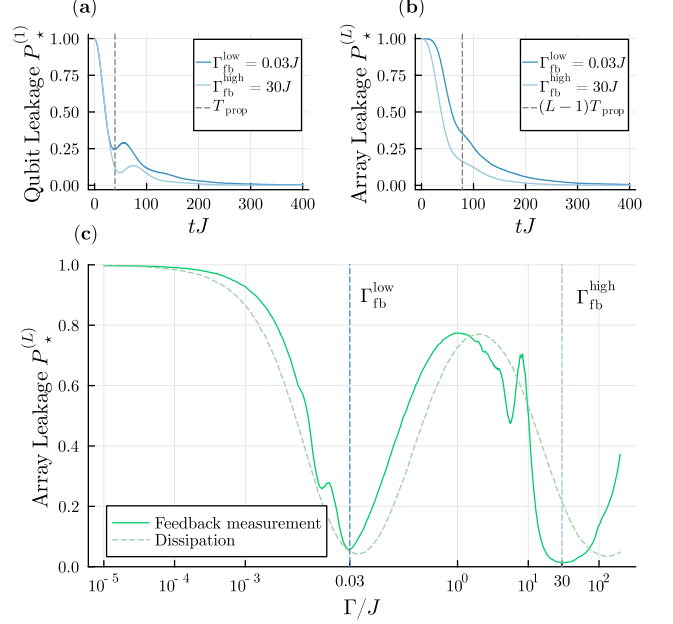 (a)
Qubit Leakage P⋆^(1)
1.00
0.75
0.50
0.25
0.00
Γ_fb^low = 0.03J
Γ_fb^high = 30J
T_prop
0 100 200 300 400
tJ
(b)
Array Leakage P⋆^(L)
1.00
0.75
0.50
0.25
0.00
Γ_fb^low = 0.03J
Γ_fb^high = 30J
(L − 1)T_prop
0 100 200 300 400
tJ
(c)
Array Leakage P⋆^(L)
1.0
0.8
0.6
0.4
0.2
0.0
Γ_fb^low
Γ_fb^high
Feedback measurement
Dissipation
10^-5 10^-4 10^-3 0.03 10^0 10^1 30 10^2
Γ/J